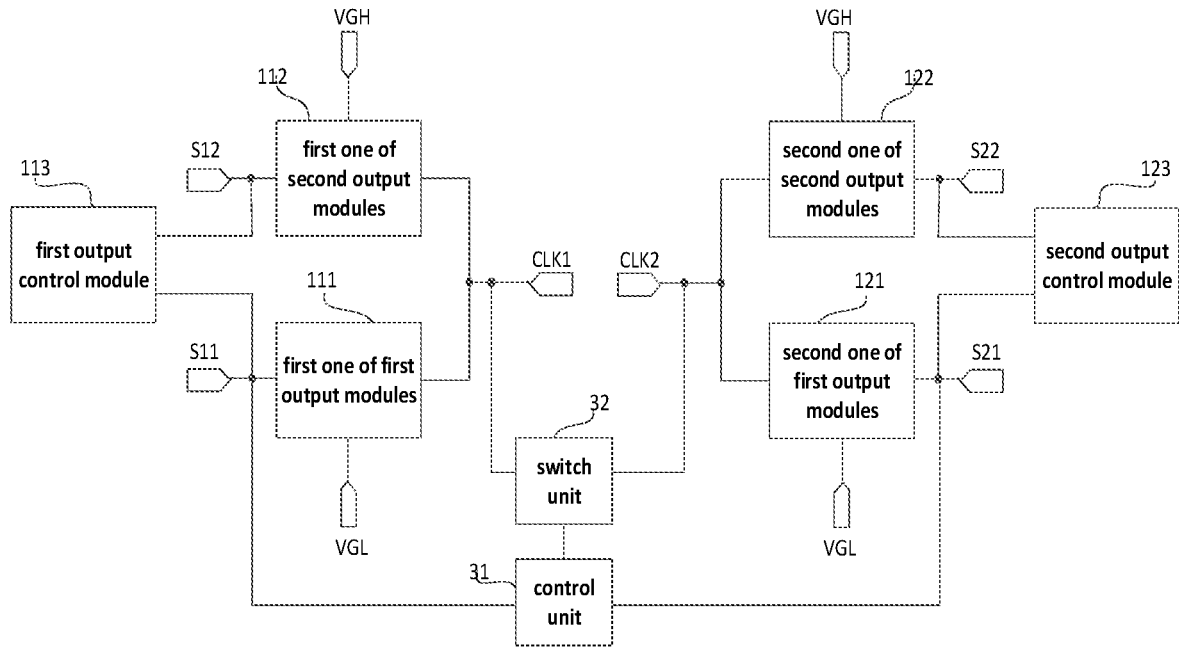 VGH
VGH
112
122
first one of
second output
modules
second one of
second output
modules
S12
S22
113
123
first output
control module
second output
control module
CLK1
CLK2
111
121
S11
S21
first one of first
output modules
second one of
first output
modules
32
switch
unit
VGL
VGL
31
control
unit